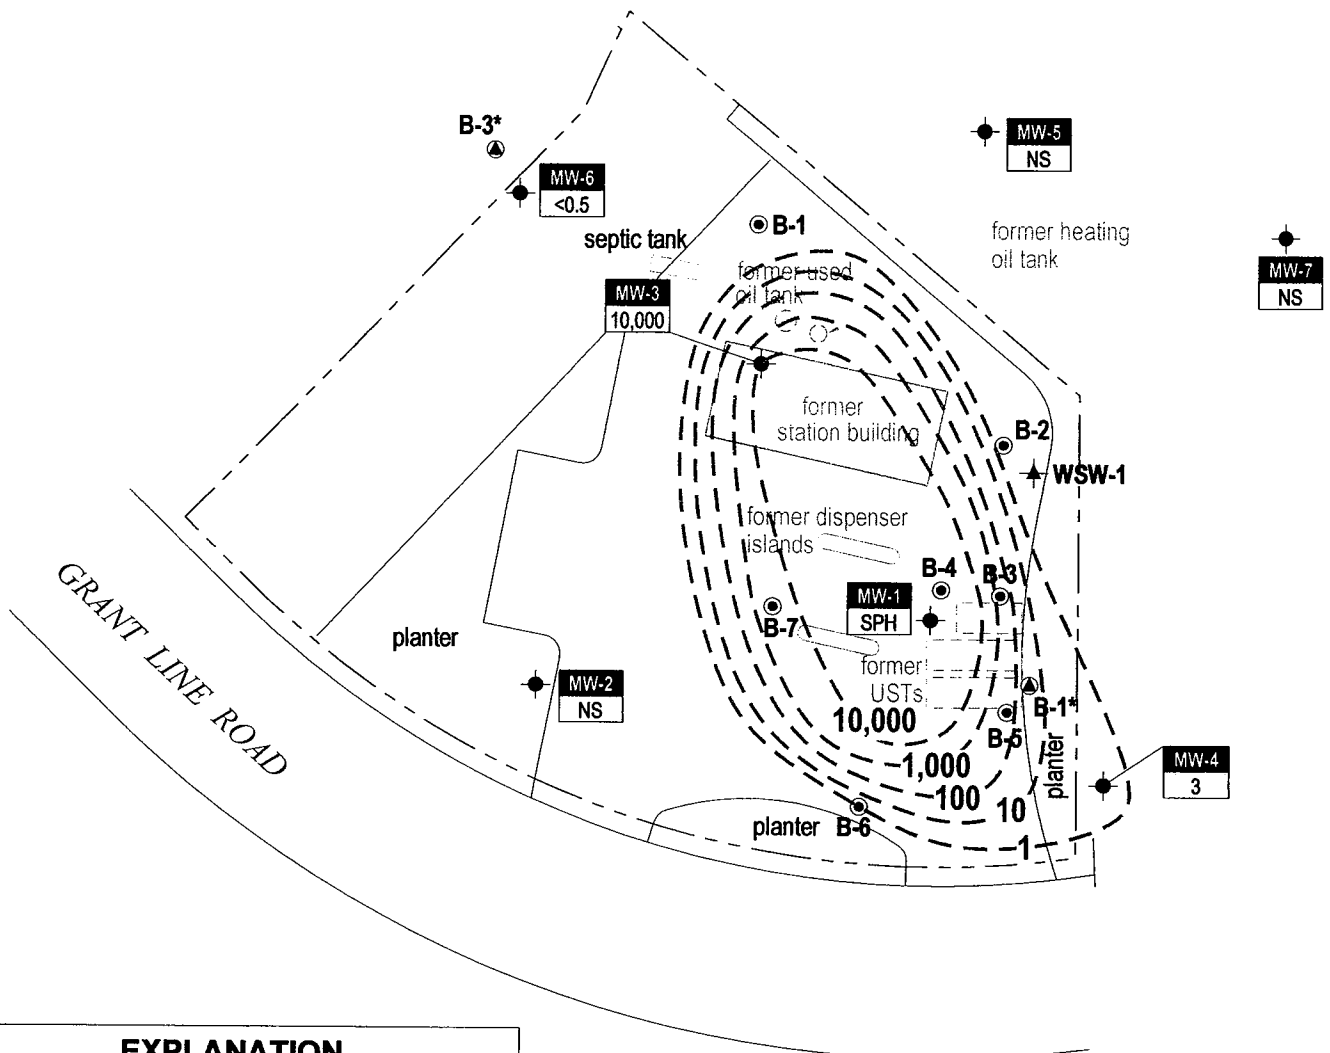 B-3*
MW-5
NS
MW-6
<0.5
B-1
septic tank
former heating
oil tank
former used
oil tank
MW-7
NS
MW-3
10,000
former
station building
B-2
WSW-1
former dispenser
islands
B-4
B-3
MW-1
SPH
GRANT LINE ROAD
planter
B-7
former
USTs
MW-2
NS
B-1*
10,000
B-5
planter
1,000
MW-4
3
100
10
planter
B-6
1
EXPLANATION